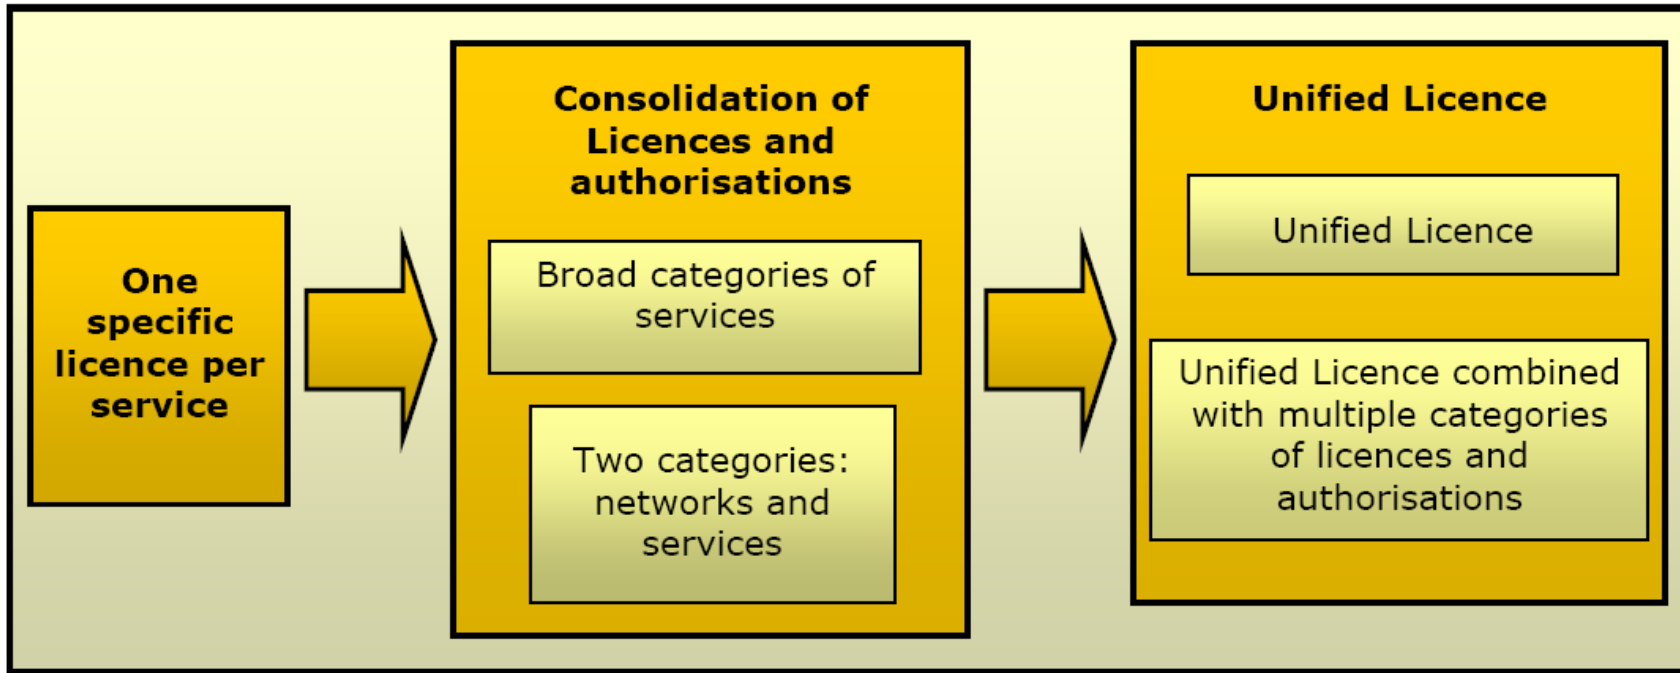 One
specific
licence per
service
Consolidation of
Licences and
authorisations
Broad categories of
services
Two categories:
networks and
services
Unified Licence
Unified Licence
Unified Licence combined
with multiple categories
of licences and
authorisations